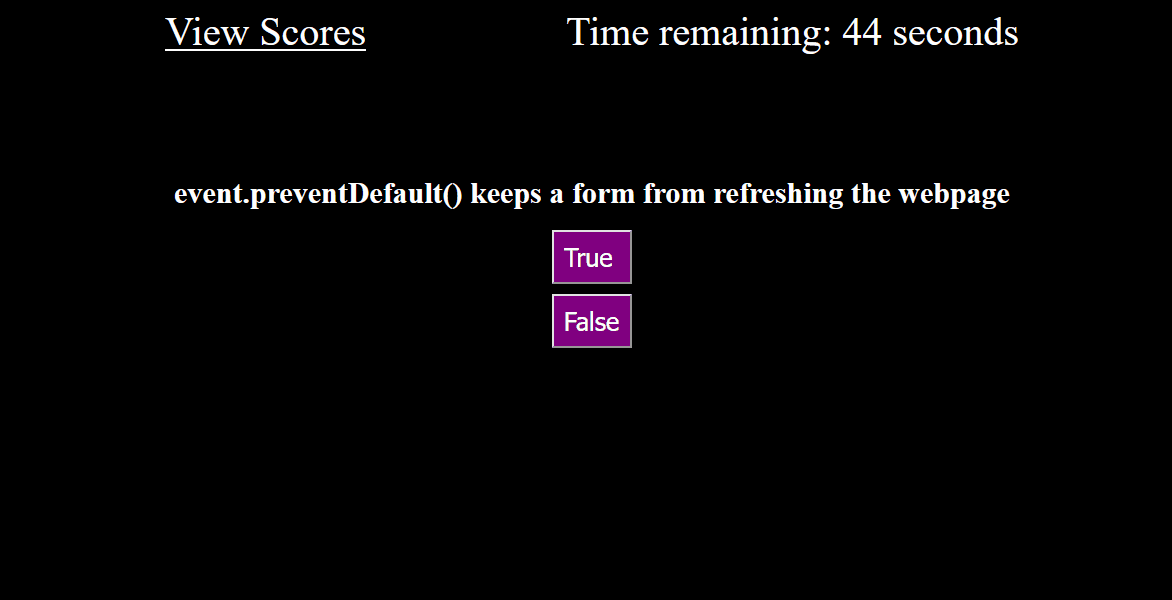 View Scores
Time remaining: 44 seconds
event.preventDefault() keeps a form from refreshing the webpage
True
False